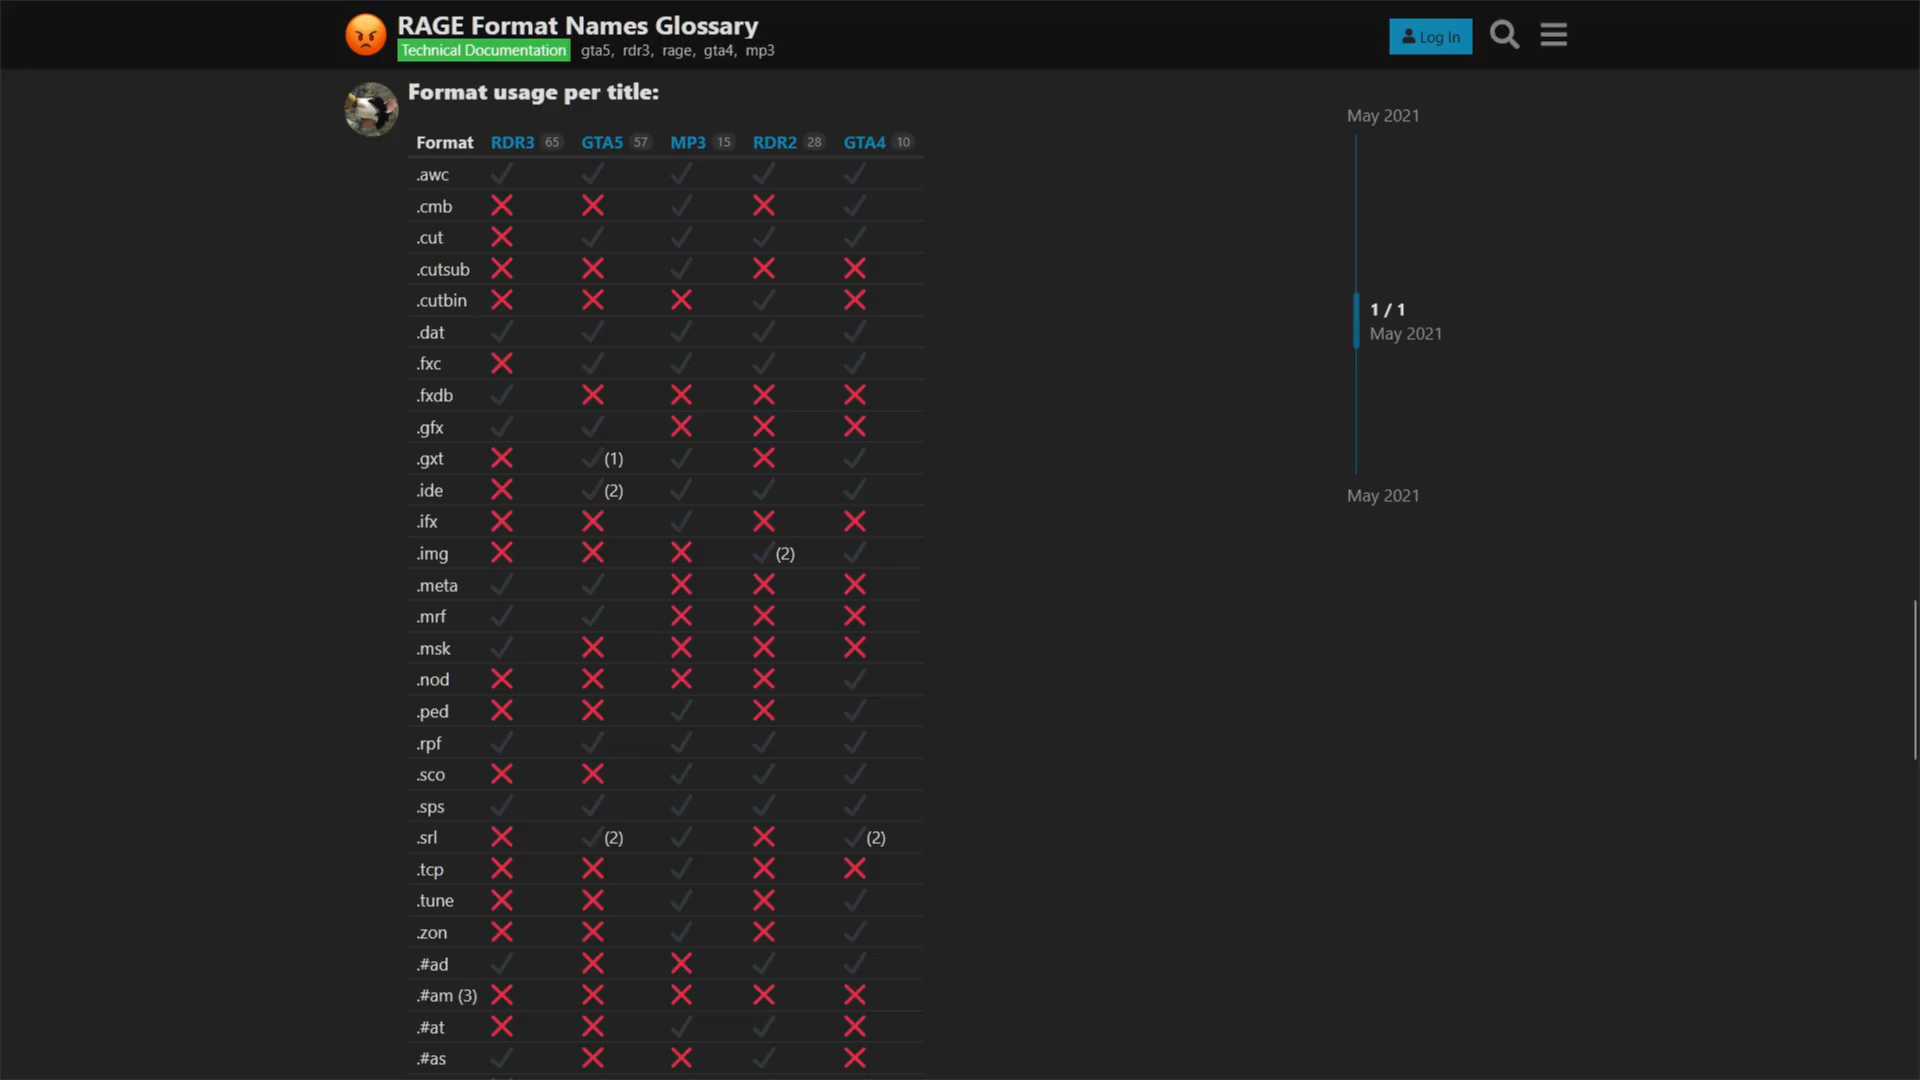 RAGE Format Names Glossary
Technical Documentation gta5, rdr3, rage, gta4, mp3
Log In
Format usage per title:
Format RDR3 65 GTA5 57 MP3 15 RDR2 28 GTA4 10
.awc
.cmb
.cut
.cutsub
.cutbin
.dat
.fxc
.fxdb
.gfx
.gxt (1)
.ide (2)
.ifx
.img (2)
.meta
.mrf
.msk
.nod
.ped
.rpf
.sco
.sps
.srl (2) (2)
.tcp
.tune
.zon
.#ad
.#am (3)
.#at
.#as
May 2021
1 / 1
May 2021
May 2021